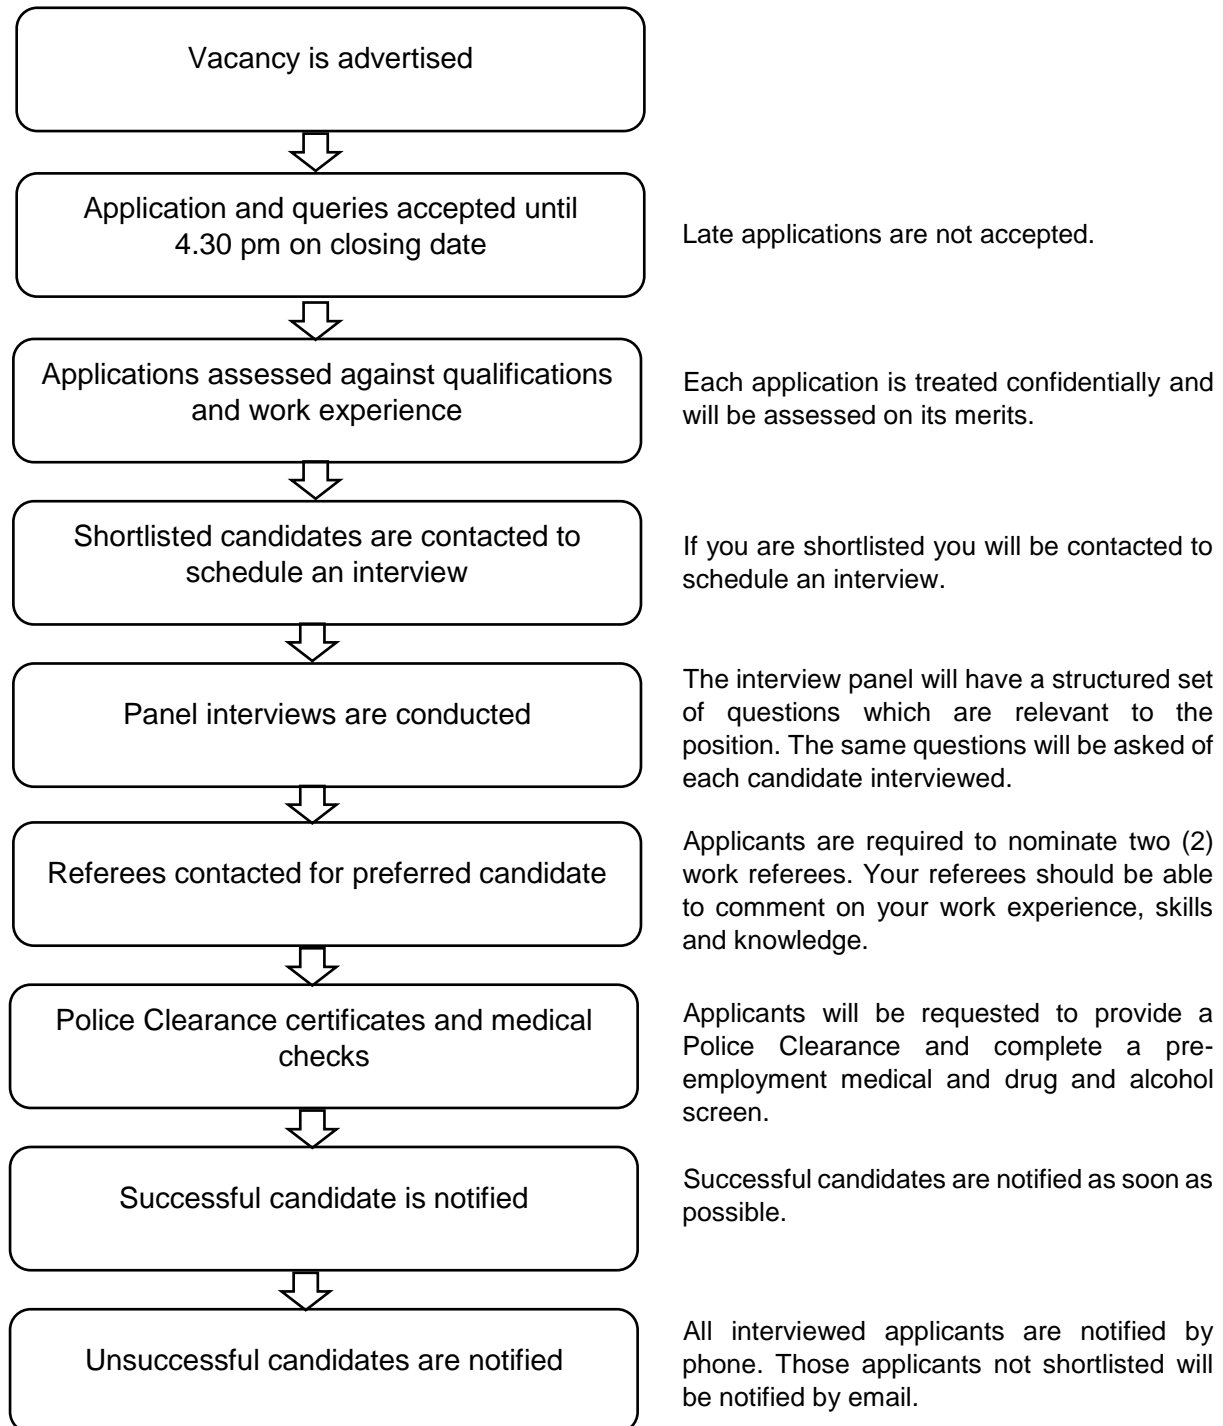 Vacancy is advertised
Application and queries accepted until
4.30 pm on closing date
Late applications are not accepted.
Applications assessed against qualifications
and work experience
Each application is treated confidentially and
will be assessed on its merits.
Shortlisted candidates are contacted to
schedule an interview
If you are shortlisted you will be contacted to
schedule an interview.
Panel interviews are conducted
The interview panel will have a structured set
of questions which are relevant to the
position. The same questions will be asked of
each candidate interviewed.
Referees contacted for preferred candidate
Applicants are required to nominate two (2)
work referees. Your referees should be able
to comment on your work experience, skills
and knowledge.
Police Clearance certificates and medical
checks
Applicants will be requested to provide a
Police Clearance and complete a pre-
employment medical and drug and alcohol
screen.
Successful candidate is notified
Successful candidates are notified as soon as
possible.
Unsuccessful candidates are notified
All interviewed applicants are notified by
phone. Those applicants not shortlisted will
be notified by email.